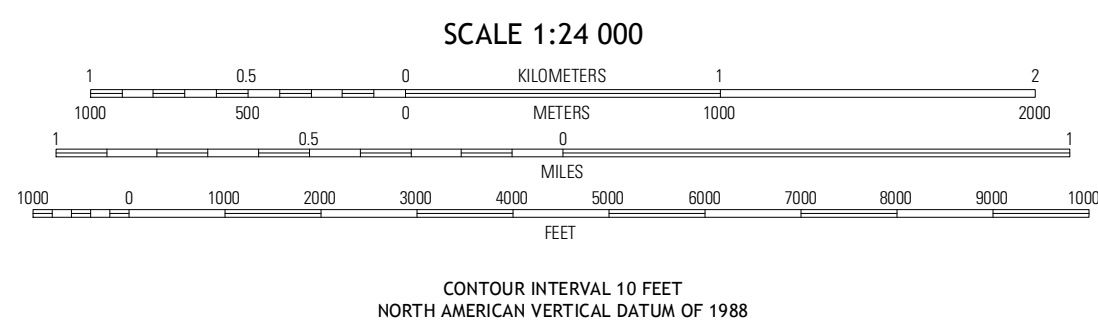 SCALE 1:24 000
1 0.5 0 KILOMETERS 1 2
1000 500 0 METERS 1000 2000
1 0.5 0 1
MILES
1000 0 1000 2000 3000 4000 5000 6000 7000 8000 9000 1000
FEET
CONTOUR INTERVAL 10 FEET
NORTH AMERICAN VERTICAL DATUM OF 1988